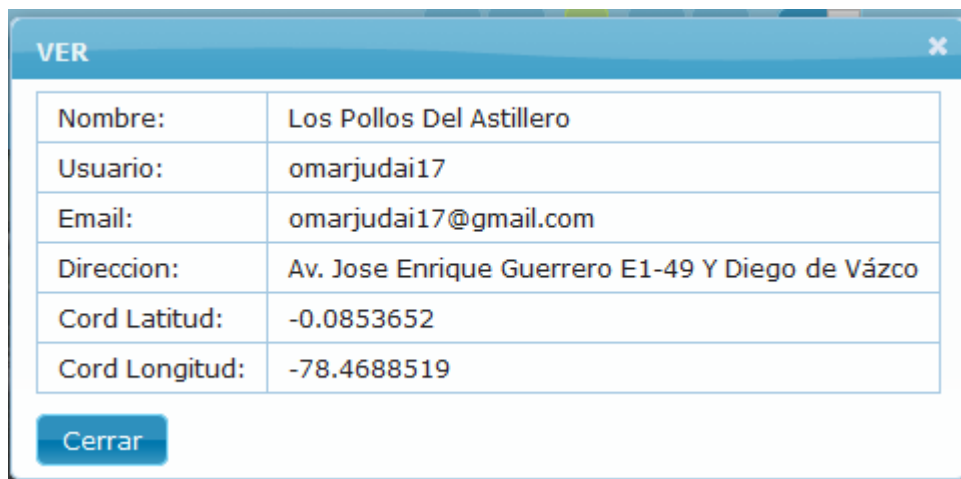 VER
Nombre: Los Pollos Del Astillero
Usuario: omarjudai17
Email: omarjudai17@gmail.com
Direccion: Av. Jose Enrique Guerrero E1-49 Y Diego de Vázco
Cord Latitud: -0.0853652
Cord Longitud: -78.4688519
Cerrar